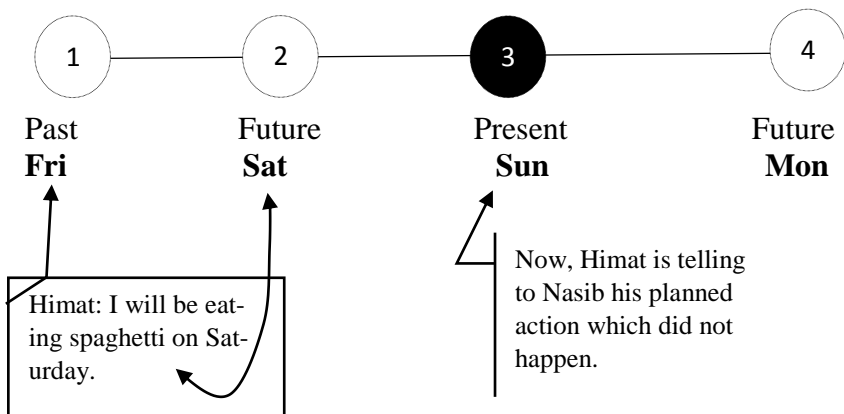 1 2 3 4
Past Future Present Future
Fri Sat Sun Mon
Himat: I will be eat-
ing spaghetti on Sat-
urday.
Now, Himat is telling
to Nasib his planned
action which did not
happen.